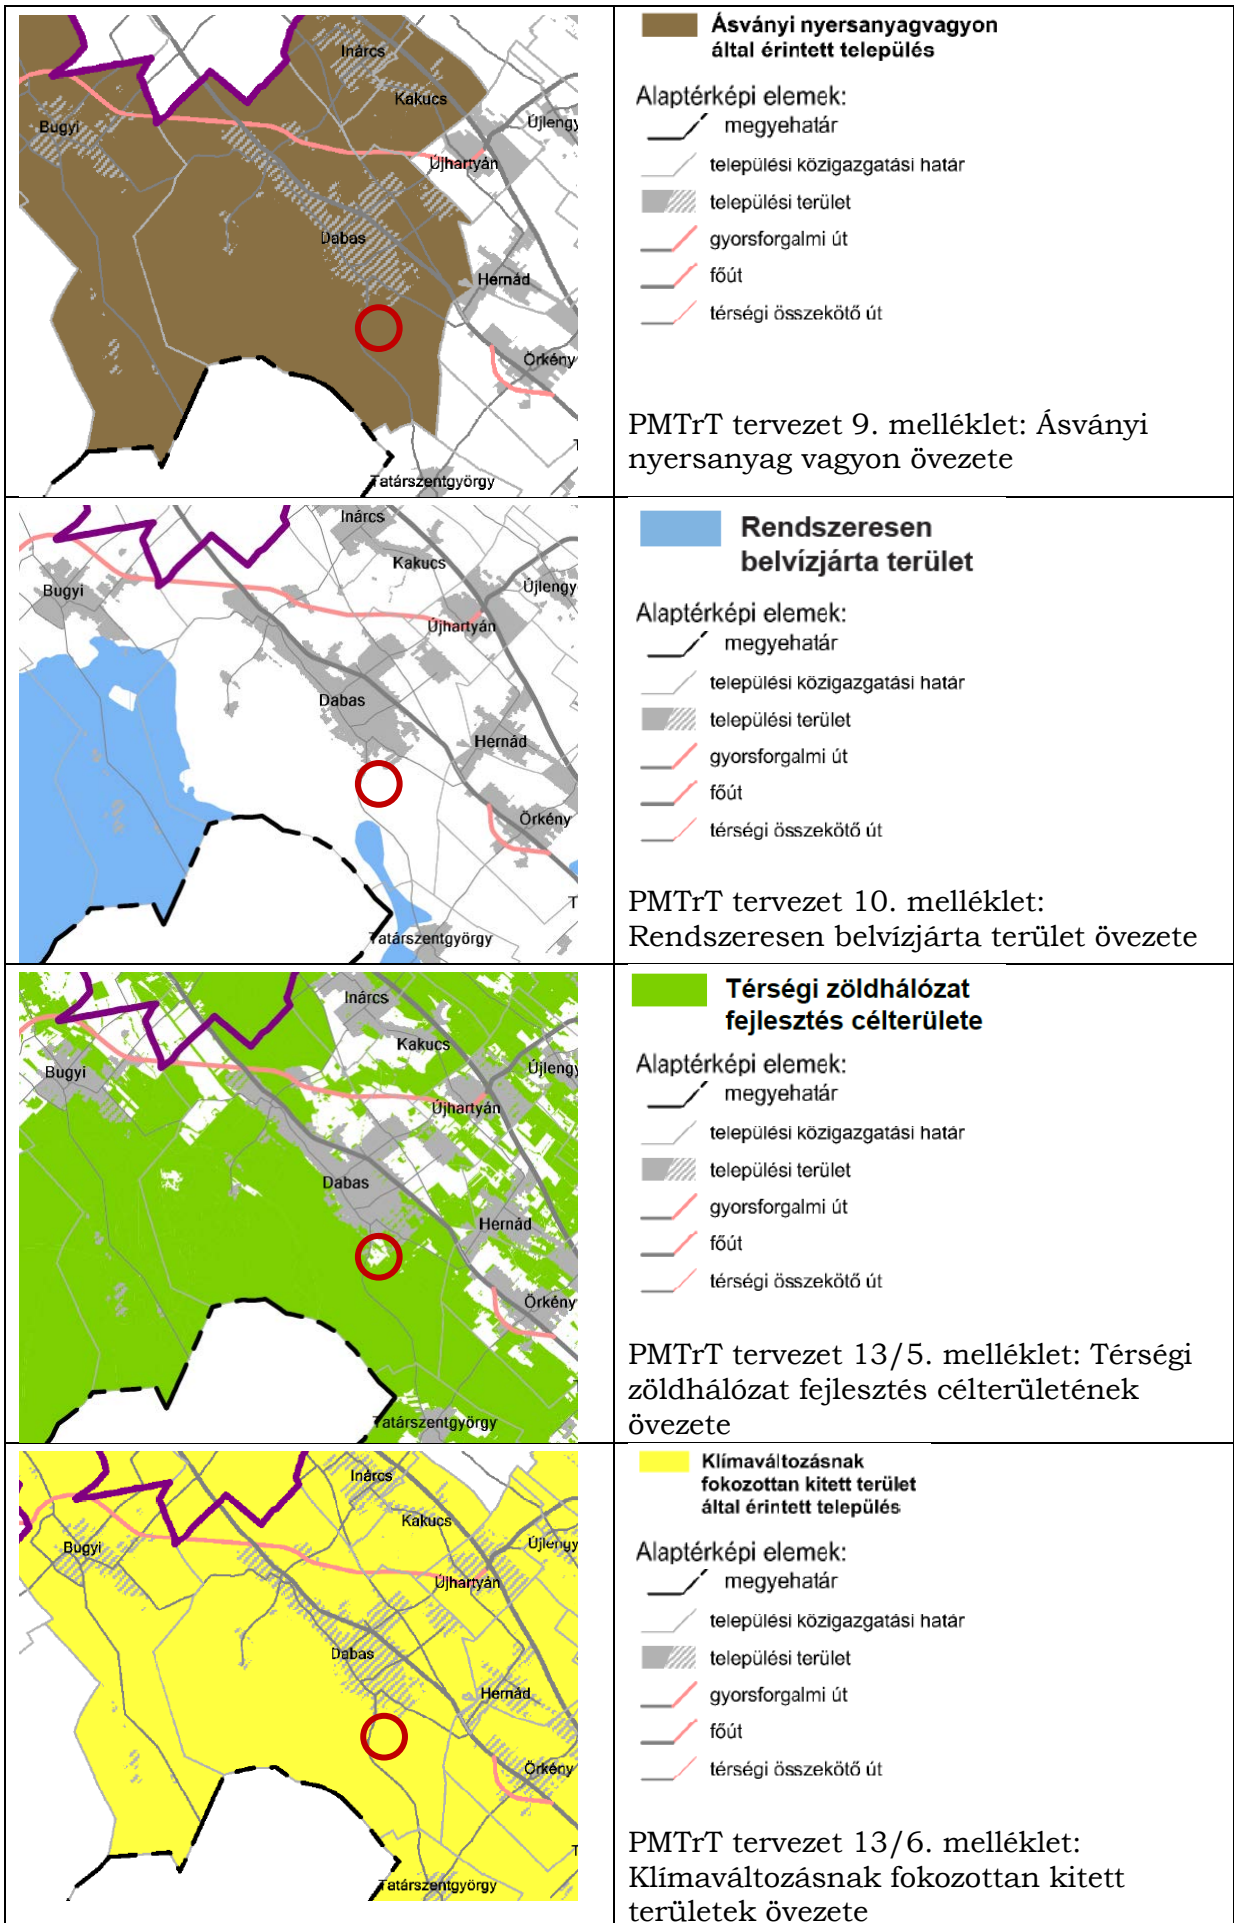 Inárcs
Kakucs
Bugyi
Újlengy
Újhartyán
Dabas
Hernád
Örkény
Tatárszentgyörgy
Ásványi nyersanyagvagyon
által érintett település
Alaptérképi elemek:
megyehatár
települési közigazgatási határ
települési terület
gyorsforgalmi út
főút
térségi összekötő út
PMTrT tervezet 9. melléklet: Ásványi
nyersanyag vagyon övezete
Inárcs
Kakucs
Bugyi
Újlengy
Újhartyán
Dabas
Hernád
Örkény
T
Tatárszentgyörgy
Rendszeresen
belvízjárta terület
Alaptérképi elemek:
megyehatár
települési közigazgatási határ
települési terület
gyorsforgalmi út
főút
térségi összekötő út
PMTrT tervezet 10. melléklet:
Rendszeresen belvízjárta terület övezete
Inárcs
Kakucs
Bugyi
Újlengy
Újhartyán
Dabas
Hernád
Örkény
Tatárszentgyörgy
Térségi zöldhálózat
fejlesztés célterülete
Alaptérképi elemek:
megyehatár
települési közigazgatási határ
települési terület
gyorsforgalmi út
főút
térségi összekötő út
PMTrT tervezet 13/5. melléklet: Térségi
zöldhálózat fejlesztés célterületének
övezete
Inárcs
Kakucs
Bugyi
Újlengy
Újhartyán
Dabas
Hernád
Örkény
T
Tatárszentgyörgy
Klímaváltozásnak
fokozottan kitett terület
által érintett település
Alaptérképi elemek:
megyehatár
települési közigazgatási határ
települési terület
gyorsforgalmi út
főút
térségi összekötő út
PMTrT tervezet 13/6. melléklet:
Klímaváltozásnak fokozottan kitett
területek övezete